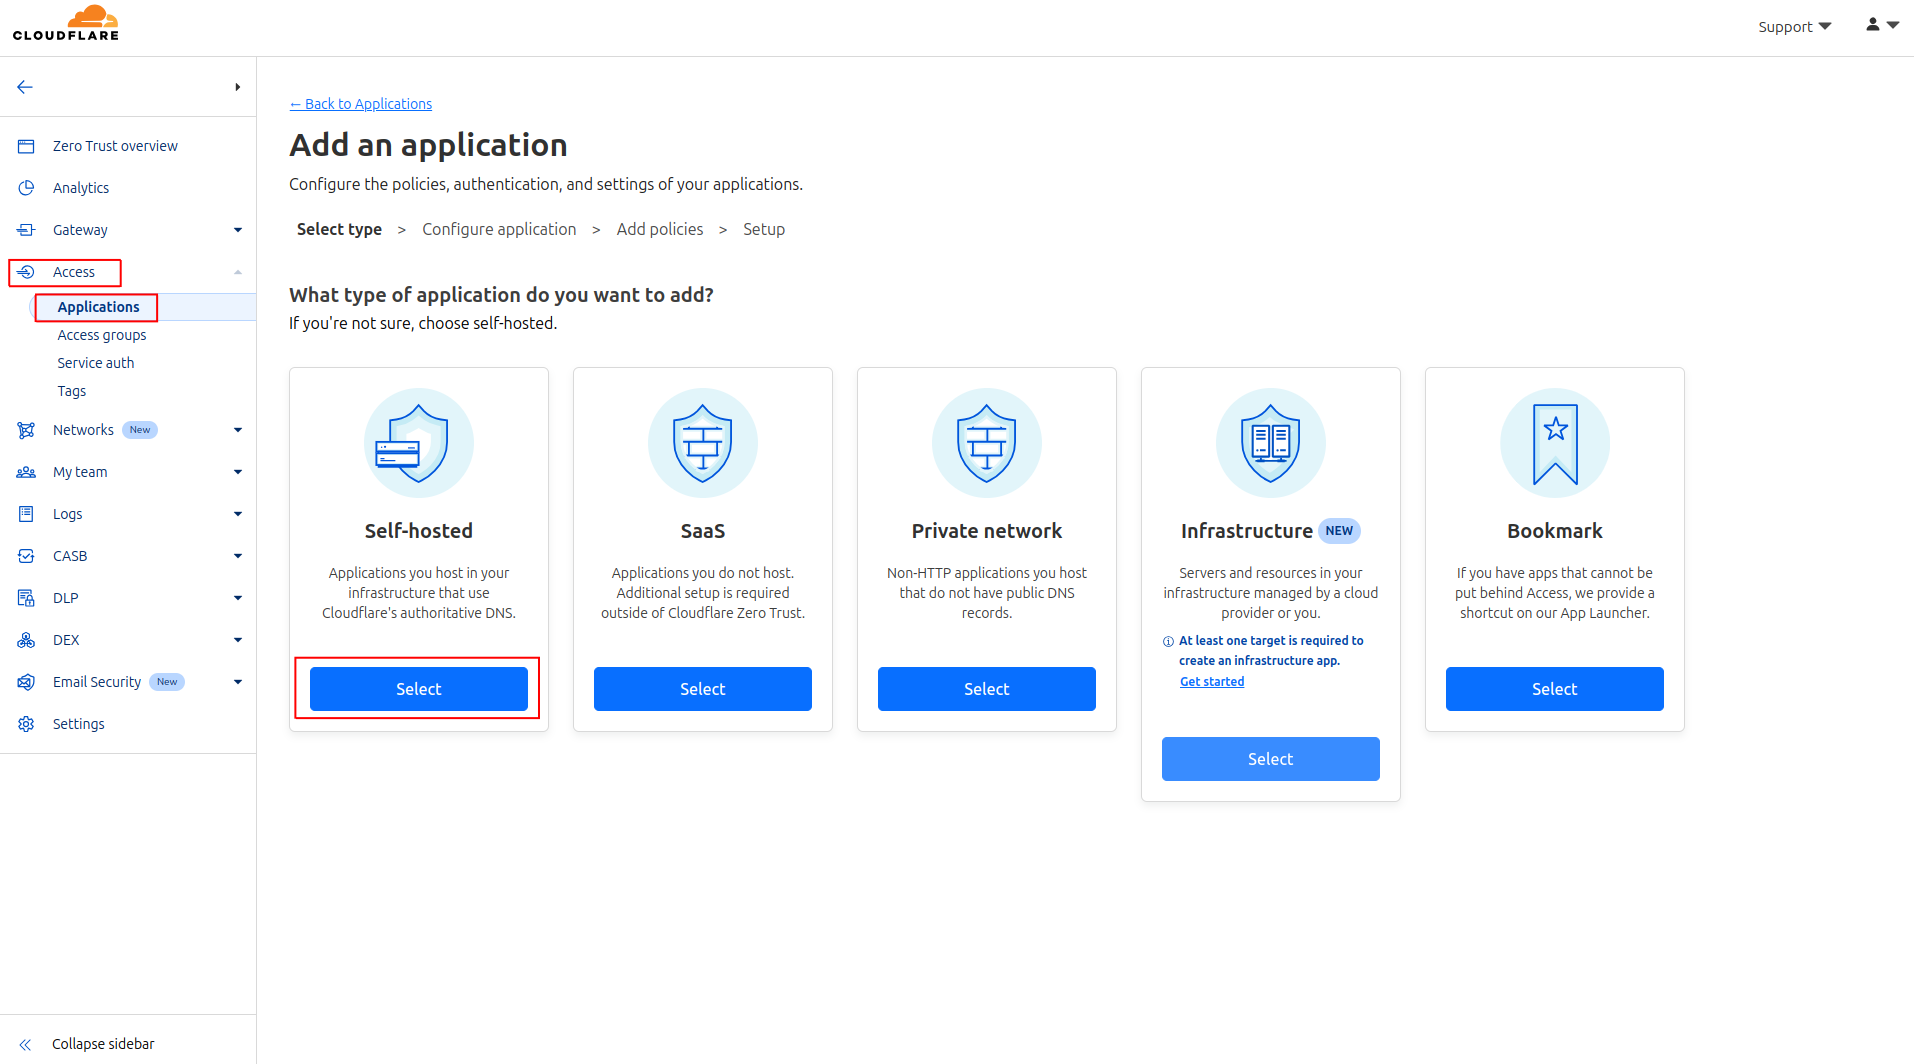 CLOUDFLARE
Support
Zero Trust overview
Analytics
Gateway
Access
Applications
Access groups
Service auth
Tags
Networks New
My team
Logs
CASB
DLP
DEX
Email Security New
Settings
Collapse sidebar
← Back to Applications
Add an application
Configure the policies, authentication, and settings of your applications.
Select type > Configure application > Add policies > Setup
What type of application do you want to add?
If you're not sure, choose self-hosted.
Self-hosted
Applications you host in your
infrastructure that use
Cloudflare's authoritative DNS.
Select
SaaS
Applications you do not host.
Additional setup is required
outside of Cloudflare Zero Trust.
Select
Private network
Non-HTTP applications you host
that do not have public DNS
records.
Select
Infrastructure NEW
Servers and resources in your
infrastructure managed by a cloud
provider or you.
At least one target is required to
create an infrastructure app.
Get started
Select
Bookmark
If you have apps that cannot be
put behind Access, we provide a
shortcut on our App Launcher.
Select